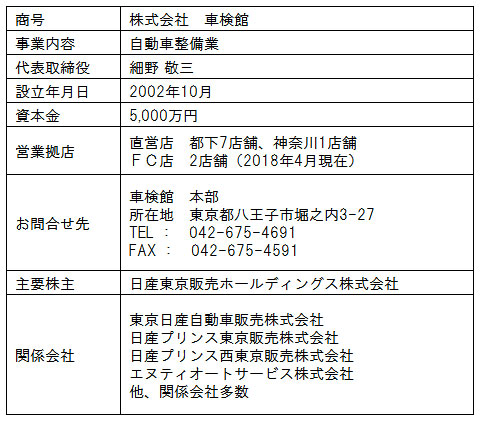 商号 株式会社　車検館
事業内容 自動車整備業
代表取締役 細野 敬三
設立年月日 2002年10月
資本金 5,000万円
営業拠店 直営店　都下7店舗、神奈川1店舗
ＦＣ店　2店舗（2018年4月現在）
お問合せ先 車検館　本部
所在地　東京都八王子市堀之内3-27
TEL ：　042-675-4691
FAX ：　042-675-4591
主要株主 日産東京販売ホールディングス株式会社
関係会社 東京日産自動車販売株式会社
日産プリンス東京販売株式会社
日産プリンス西東京販売株式会社
エヌティオートサービス株式会社
他、関係会社多数